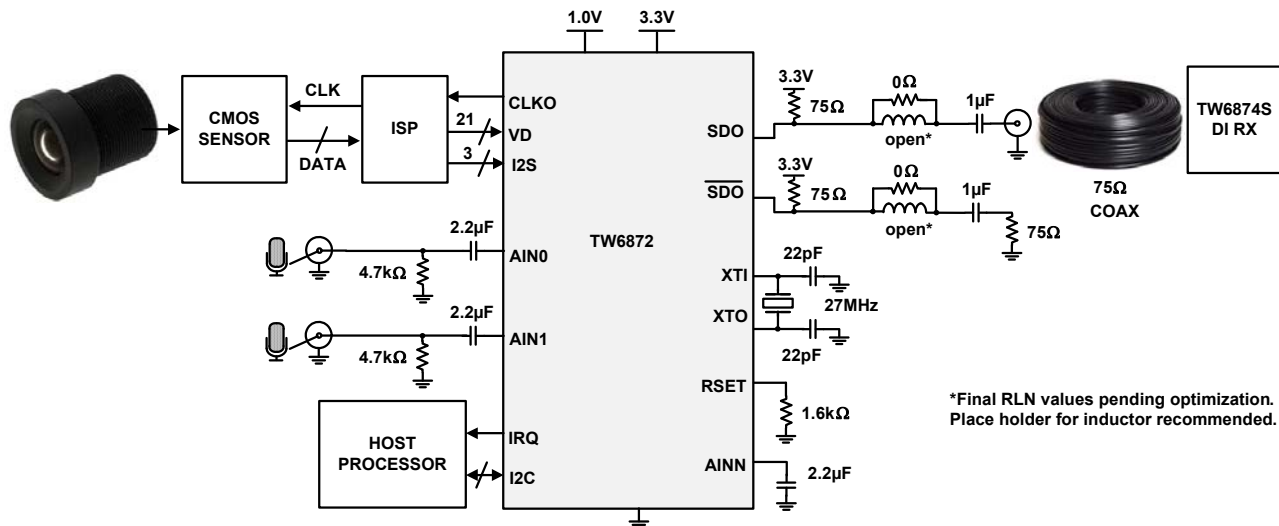 1.0V
3.3V
CMOS
SENSOR
CLK
DATA
ISP
21
3
CLKO
VD
I2S
2.2µF
AIN0
4.7kΩ
2.2µF
AIN1
4.7kΩ
HOST
PROCESSOR
IRQ
I2C
TW6872
SDO
3.3V
75Ω
0Ω
open*
1µF
SDO
3.3V
75Ω
0Ω
open*
1µF
75Ω
75Ω
COAX
TW6874S
DI RX
XTI
22pF
27MHz
XTO
22pF
RSET
1.6kΩ
AINN
2.2µF
*Final RLN values pending optimization.
Place holder for inductor recommended.